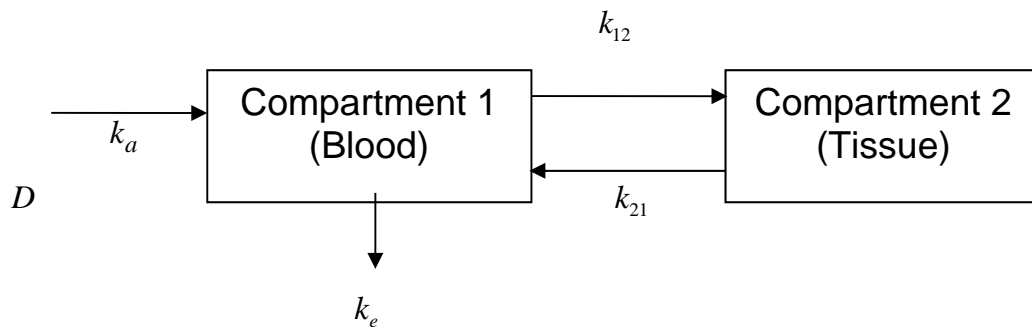 k₁₂
Compartment 1
(Blood)
Compartment 2
(Tissue)
kₐ
D
k₂₁
kₑ